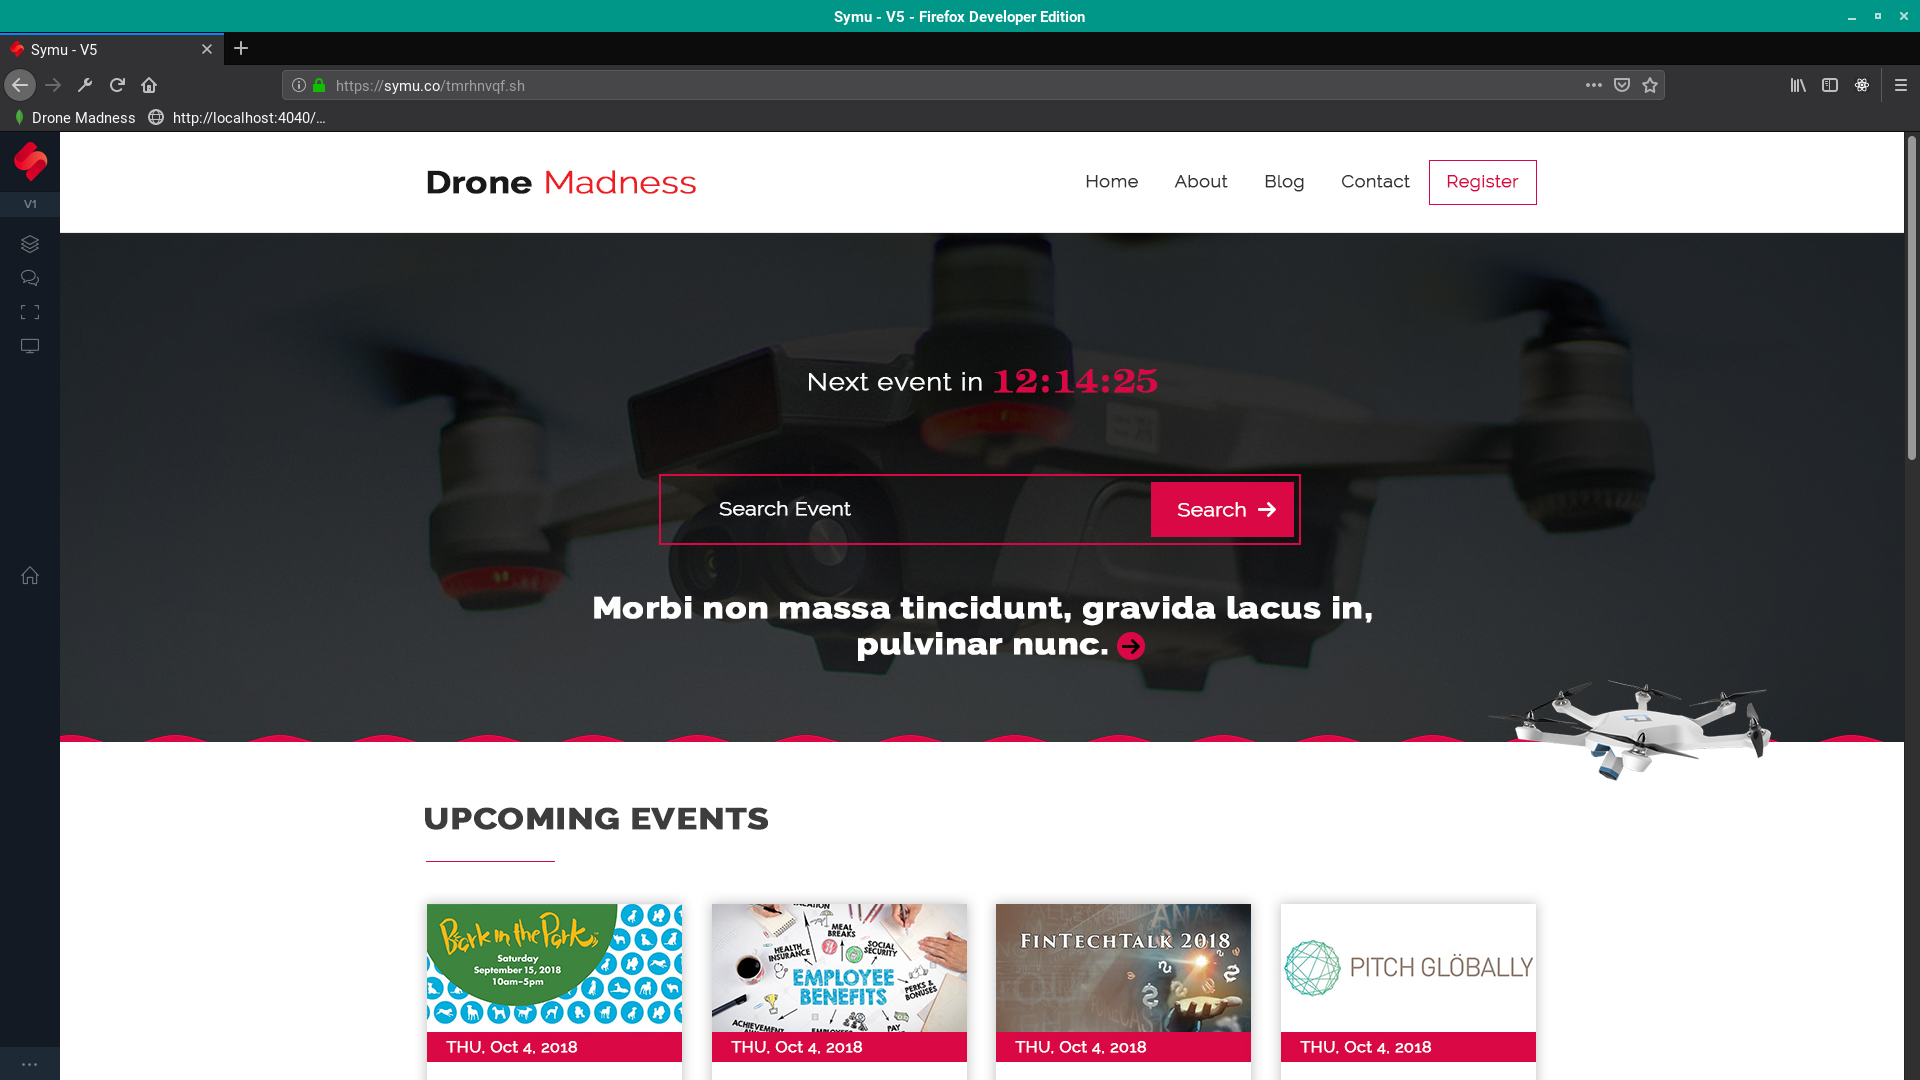 Symu - V5 - Firefox Developer Edition
Symu - V5
https://symu.co/tmrhnvqf.sh
Drone Madness
http://localhost:4040/...
V1
Drone Madness
Home
About
Blog
Contact
Register
Next event in 12:14:25
Search Event
Search
Morbi non massa tincidunt, gravida lacus in,
pulvinar nunc.
UPCOMING EVENTS
Bark in the Park
Saturday
September 15, 2018
10am-5pm
THU, Oct 4, 2018
MEAL
BREAKS
HEALTH
INSURANCE
SOCIAL
SECURITY
EMPLOYEE
BENEFITS
PERKS &
BONUSES
ACHIEVEMENT
PAY
THU, Oct 4, 2018
FINTECHTALK 2018
THU, Oct 4, 2018
PITCH GLÖBALLY
THU, Oct 4, 2018